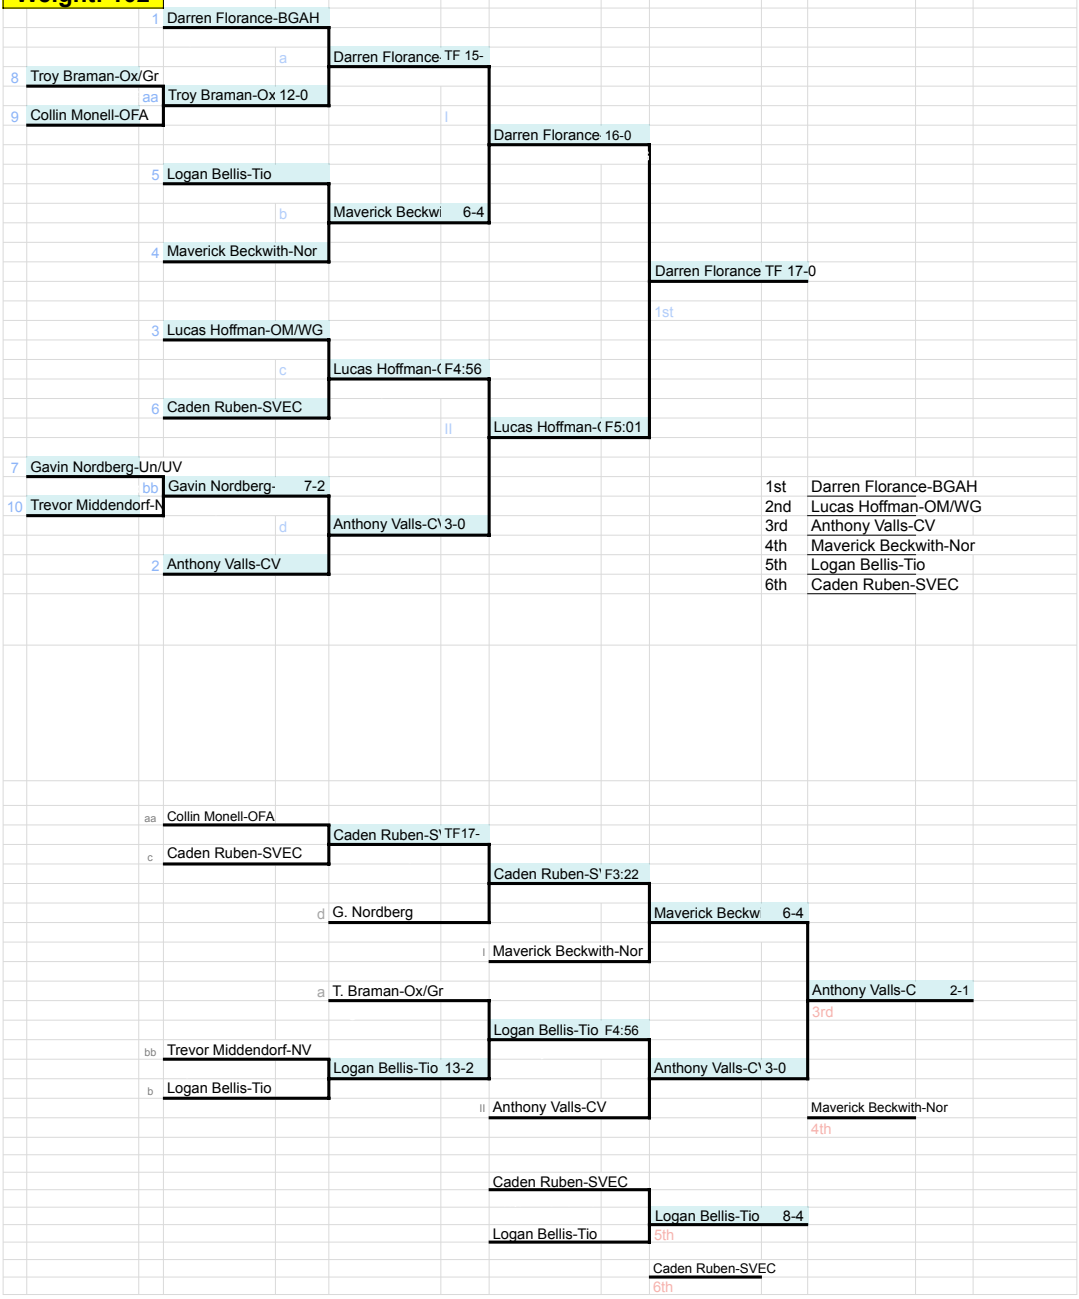 1 Darren Florance-BGAH
a Darren Florance- TF 15-
8 Troy Braman-Ox/Gr
aa Troy Braman-Ox 12-0
9 Collin Monell-OFA
I
Darren Florance- 16-0
5 Logan Bellis-Tio
b Maverick Beckwi 6-4
4 Maverick Beckwith-Nor
Darren Florance TF 17-0
1st
3 Lucas Hoffman-OM/WG
c Lucas Hoffman-( F4:56
6 Caden Ruben-SVEC
II Lucas Hoffman-( F5:01
7 Gavin Nordberg-Un/UV
bb Gavin Nordberg- 7-2
10 Trevor Middendorf-N
d Anthony Valls-C\ 3-0
2 Anthony Valls-CV
1st Darren Florance-BGAH
2nd Lucas Hoffman-OM/WG
3rd Anthony Valls-CV
4th Maverick Beckwith-Nor
5th Logan Bellis-Tio
6th Caden Ruben-SVEC
aa Collin Monell-OFA
Caden Ruben-S' TF17-
c Caden Ruben-SVEC
Caden Ruben-S' F3:22
d G. Nordberg
Maverick Beckw 6-4
I Maverick Beckwith-Nor
a T. Braman-Ox/Gr
Anthony Valls-C 2-1
3rd
Logan Bellis-Tio F4:56
bb Trevor Middendorf-NV
Logan Bellis-Tio 13-2
Anthony Valls-C\ 3-0
b Logan Bellis-Tio
II Anthony Valls-CV
Maverick Beckwith-Nor
4th
Caden Ruben-SVEC
Logan Bellis-Tio 8-4
Logan Bellis-Tio
5th
Caden Ruben-SVEC
6th